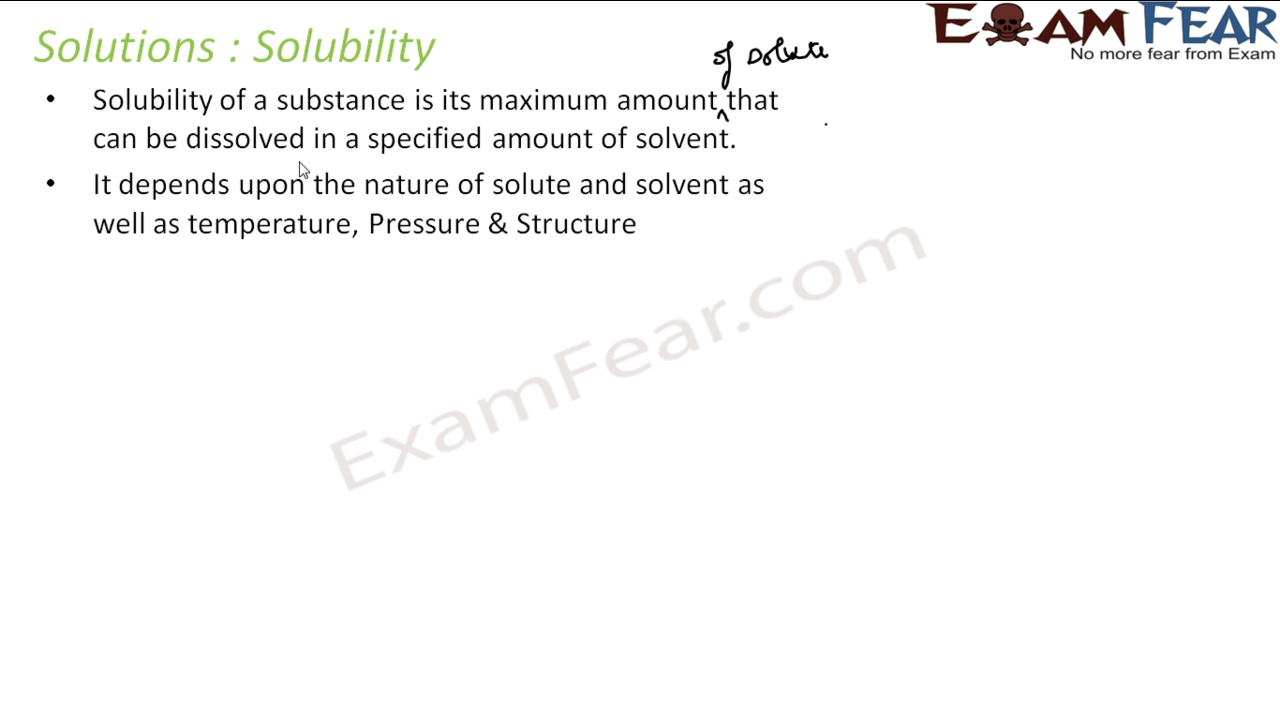 Solutions : Solubility
EXAM FEAR
No more fear from Exam
of solute
• Solubility of a substance is its maximum amount ^ that
can be dissolved in a specified amount of solvent.
• It depends upon the nature of solute and solvent as
well as temperature, Pressure & Structure
ExamFear.com